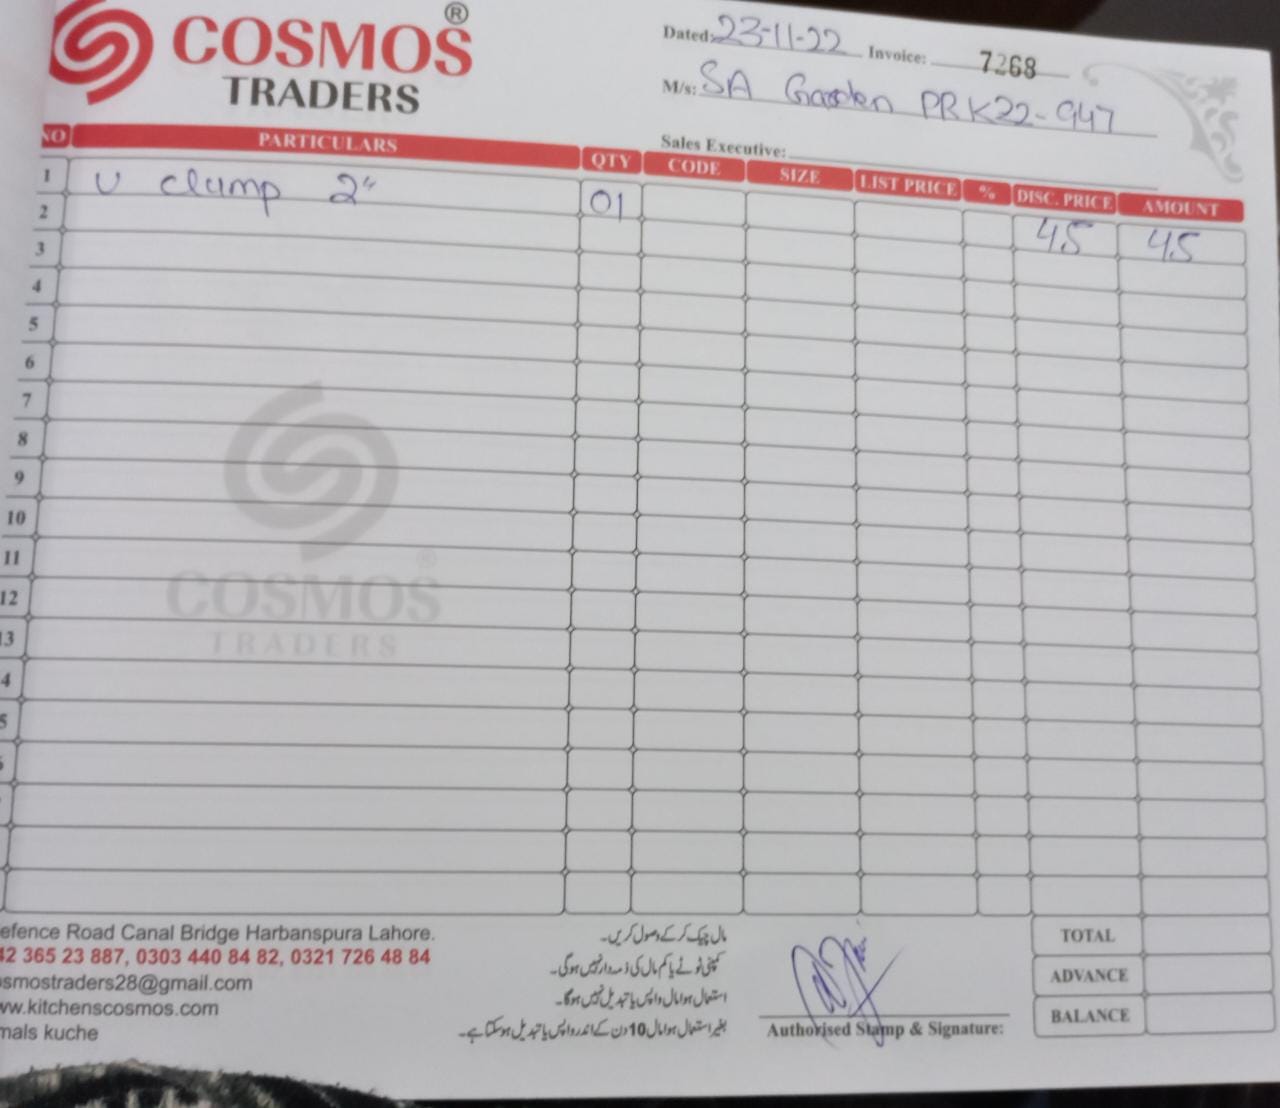 COSMOS ®
TRADERS
Dated: 23-11-22 Invoice: 7268
M/s: SA Garden PRK22-947
Sales Executive:
NO PARTICULARS QTY CODE SIZE LIST PRICE % DISC. PRICE AMOUNT
1 U clamp 2" 01 45 45
2
3
4
5
6
7
8
9
10
11
12
13
4
5
COSMOS ®
TRADERS
efence Road Canal Bridge Harbanspura Lahore.
42 365 23 887, 0303 440 84 82, 0321 726 48 84
osmostraders28@gmail.com
ww.kitchenscosmos.com
mals kuche
مال چیک کر کے وصول کریں۔
کمپنی ٹوٹے یا کم مال کی ذمہ دار نہیں ہوگی۔
استعمال ہوا مال واپس یا تبدیل نہیں ہوگا۔
بغیر استعمال ہوا مال 10 دن کے اندر واپس یا تبدیل ہوسکتا ہے۔
Authorised Stamp & Signature:
TOTAL
ADVANCE
BALANCE